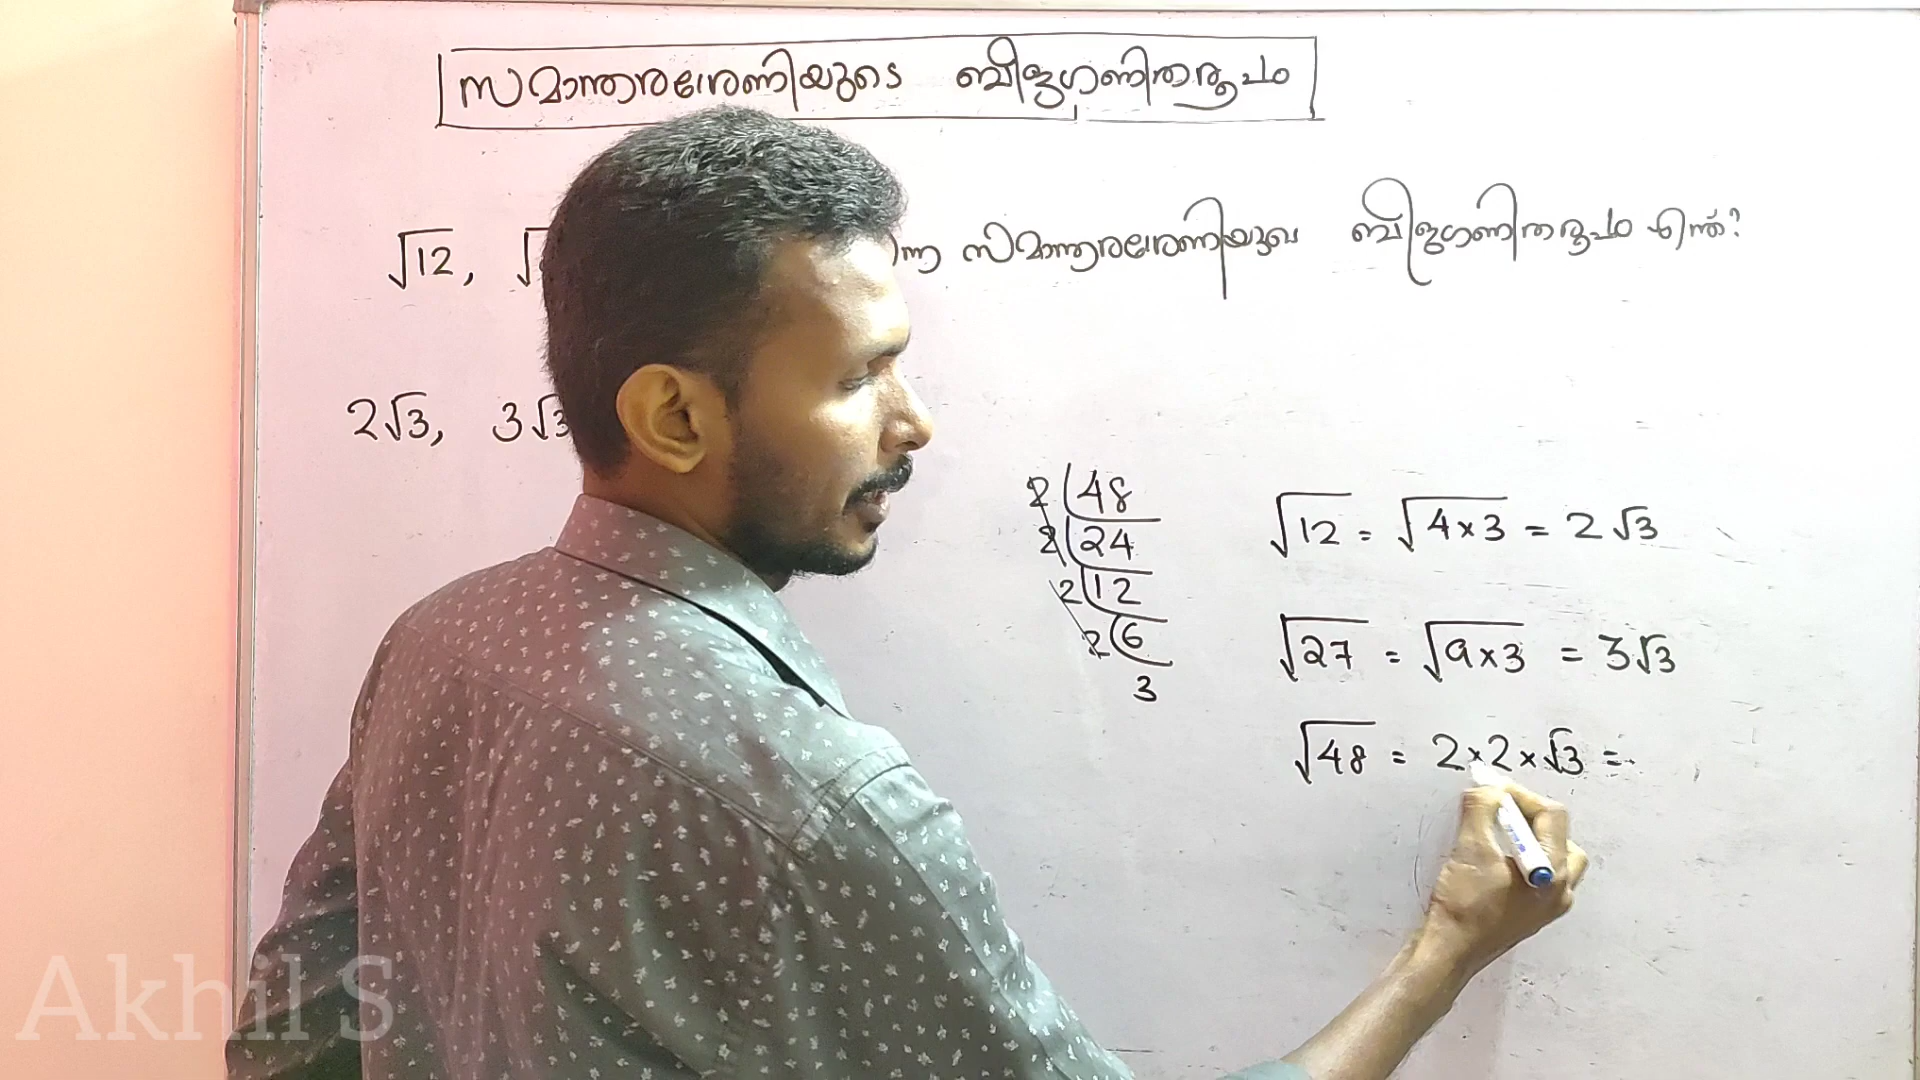 സമാന്തരശ്രേണിയുടെ ബീജഗണിതരൂപം
√12, √ ന്ന സമാന്തരശ്രേണിയുടെ ബീജഗണിതരൂപം എന്ത്?
2√3, 3√3
2 48
2 24
2 12
2 6
3
√12 = √4×3 = 2√3
√27 = √9×3 = 3√3
√48 = 2×2×√3 =
Akhil S